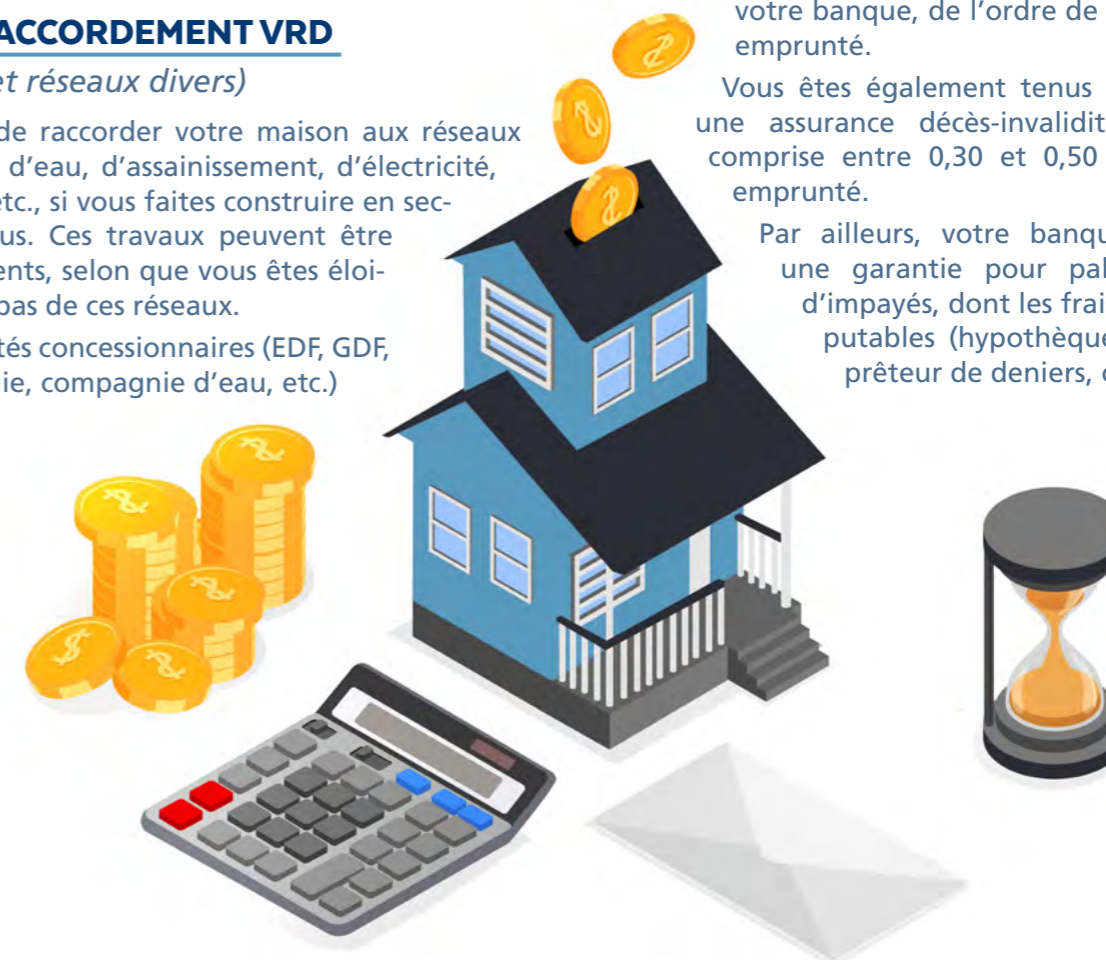 ACCORDEMENT VRD
et réseaux divers)
de raccorder votre maison aux réseaux
d'eau, d'assainissement, d'électricité,
etc., si vous faites construire en sec-
us. Ces travaux peuvent être
ents, selon que vous êtes éloi-
pas de ces réseaux.
tés concessionnaires (EDF, GDF,
ie, compagnie d'eau, etc.)
votre banque, de l'ordre de
emprunté.
Vous êtes également tenus
une assurance décès-invalidit
comprise entre 0,30 et 0,50
emprunté.
Par ailleurs, votre banqu
une garantie pour pal
d'impayés, dont les frai
putables (hypothèque
prêteur de deniers,